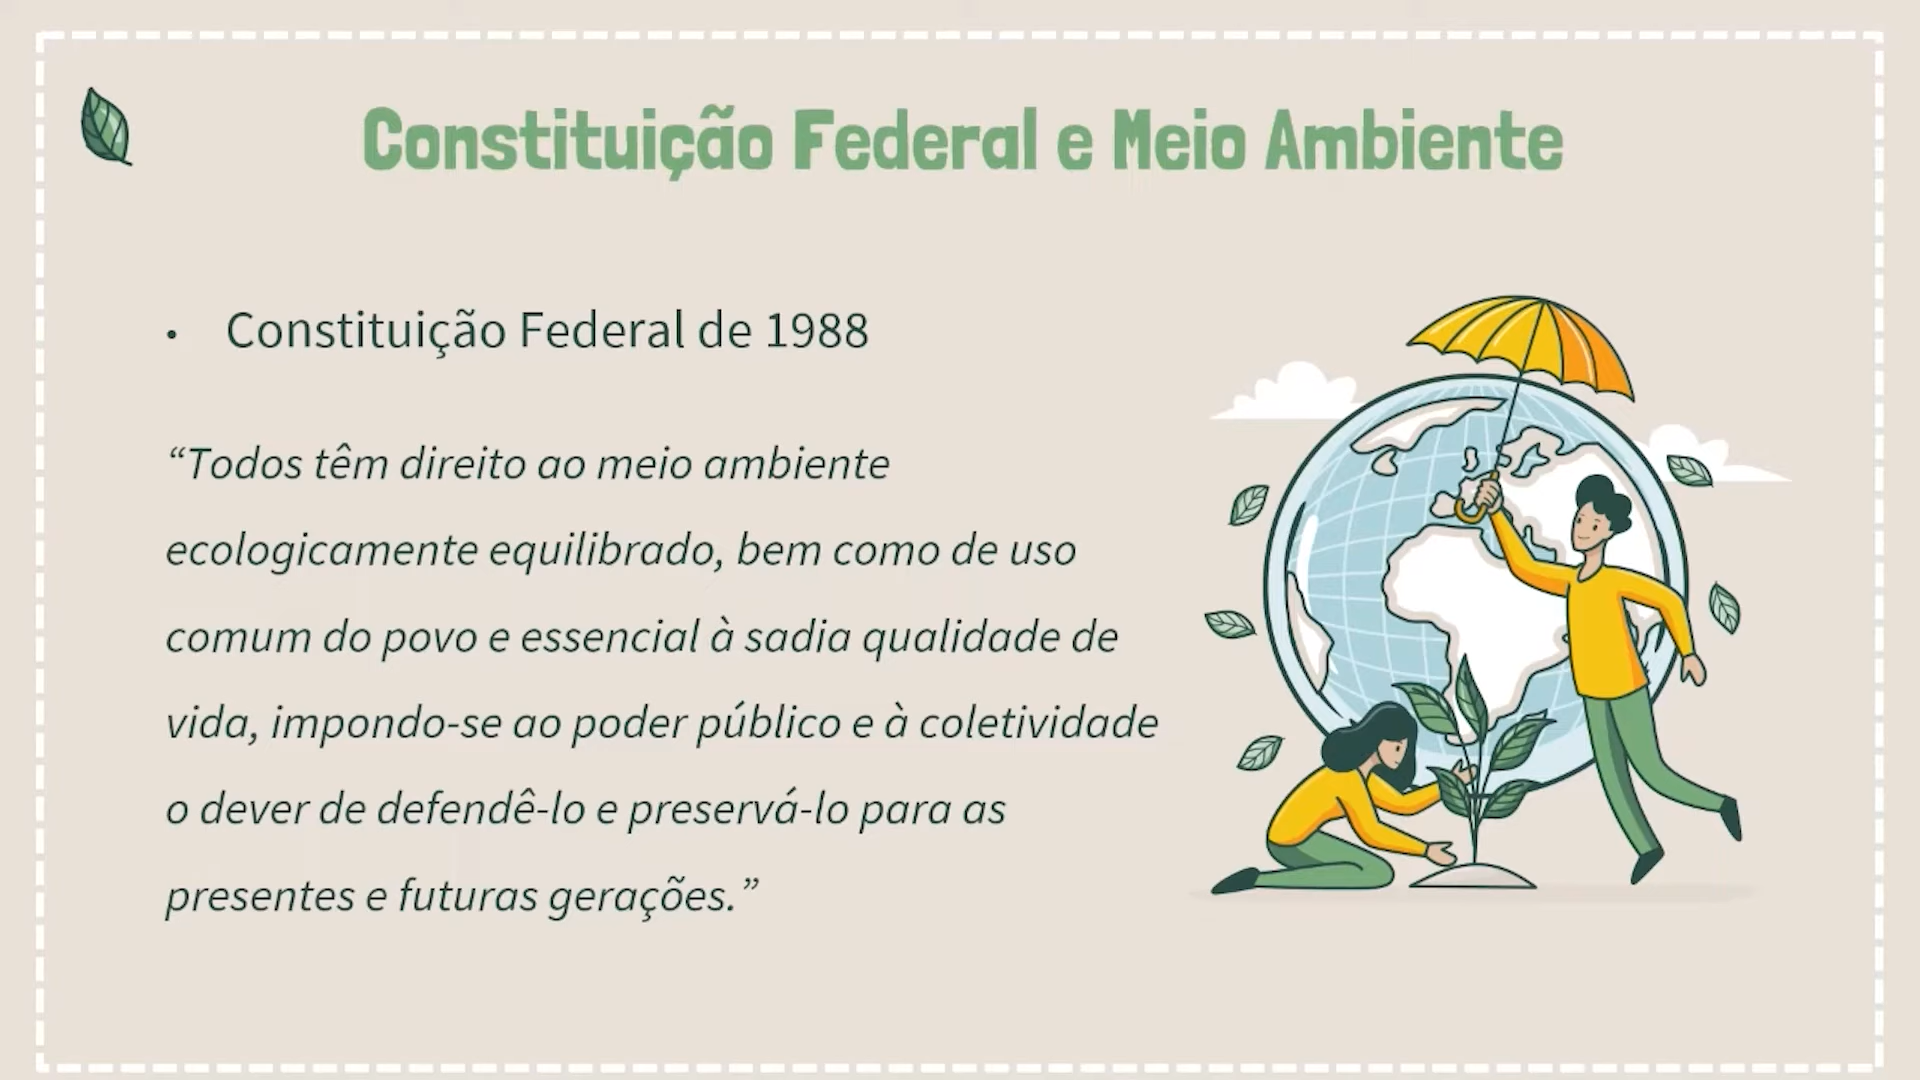 Constituição Federal e Meio Ambiente
• Constituição Federal de 1988
“Todos têm direito ao meio ambiente
ecologicamente equilibrado, bem como de uso
comum do povo e essencial à sadia qualidade de
vida, impondo-se ao poder público e à coletividade
o dever de defendê-lo e preservá-lo para as
presentes e futuras gerações.”